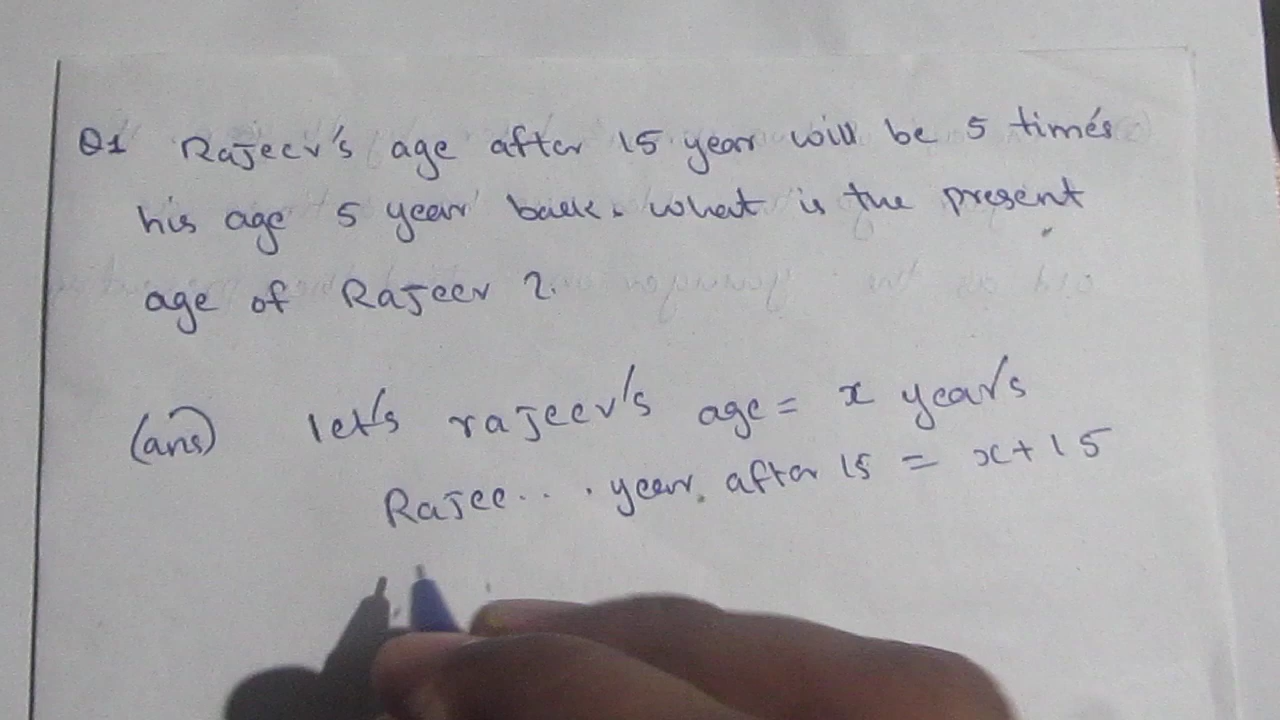 Q1 Rajeev's age after 15 year will be 5 times
his age 5 year back. what is the present
age of Rajeev ?
(ans) let's rajeev's age = x year's
Rajee... year after 15 = x+15